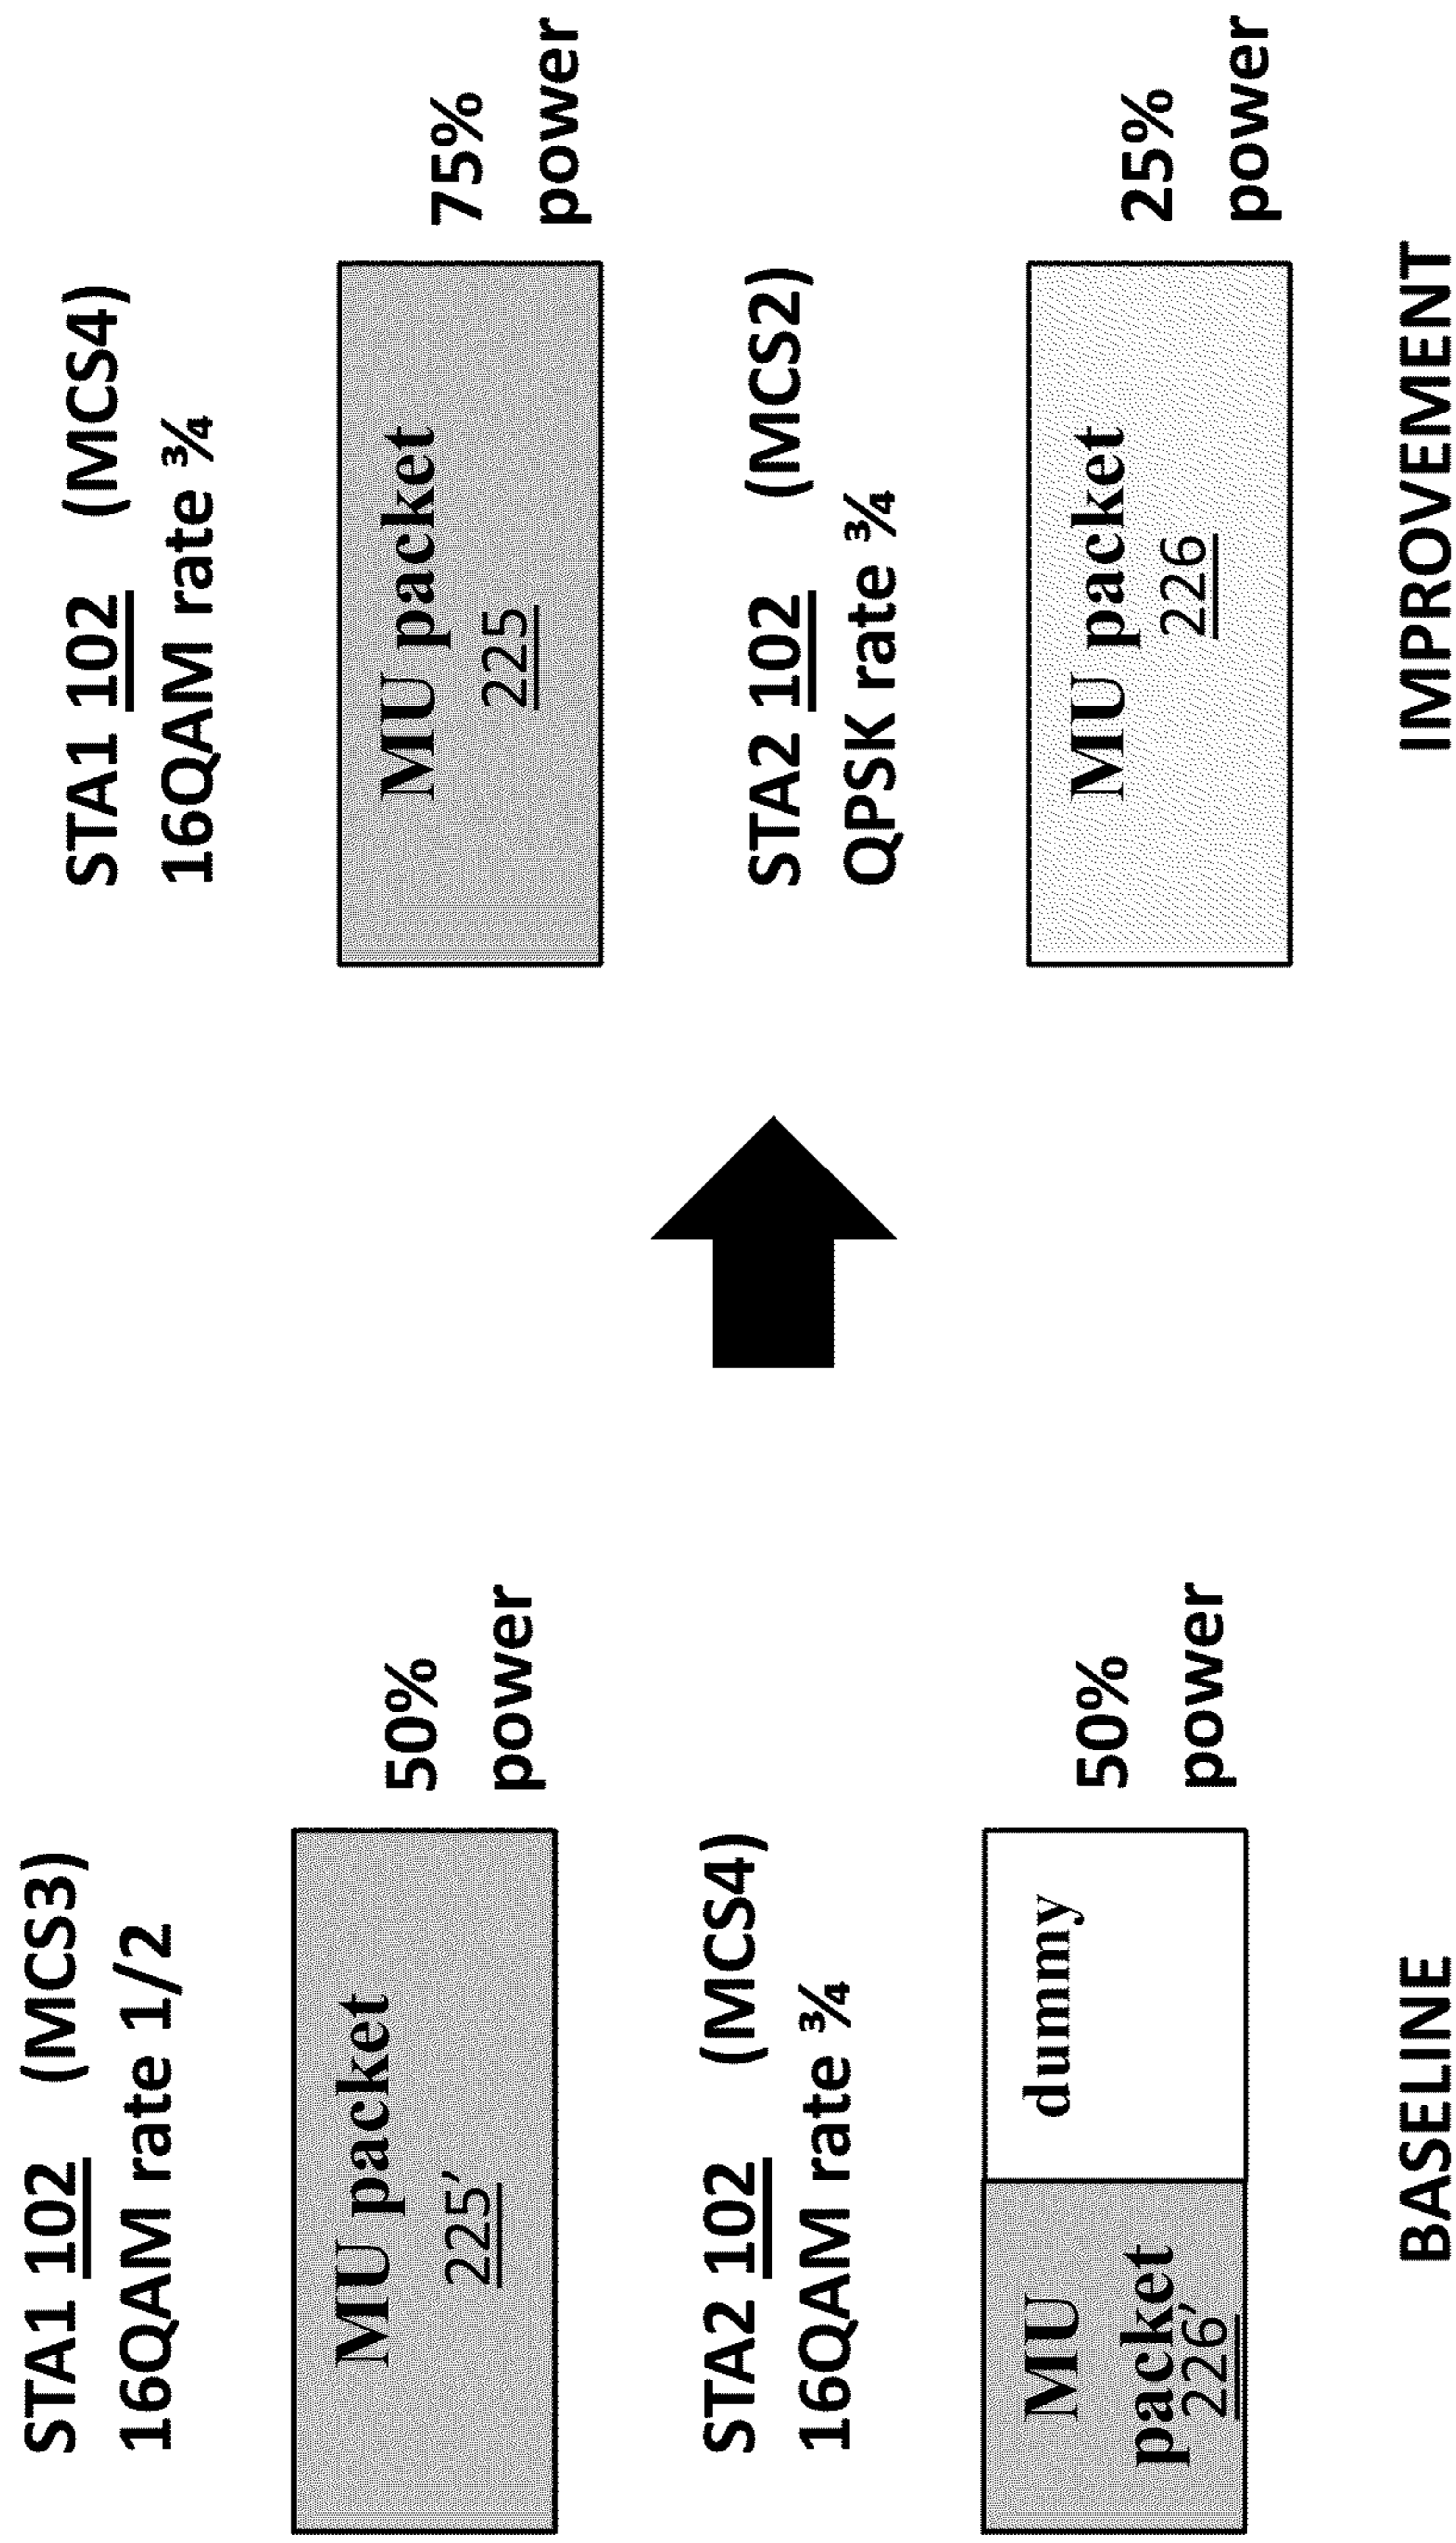 STA1 102 (MCS3)
16QAM rate 1/2
MU packet
225’
50%
power
STA2 102 (MCS4)
16QAM rate ¾
MU
packet
226’
dummy
50%
power
BASELINE
STA1 102 (MCS4)
16QAM rate ¾
MU packet
225
75%
power
STA2 102 (MCS2)
QPSK rate ¾
MU packet
226
25%
power
IMPROVEMENT